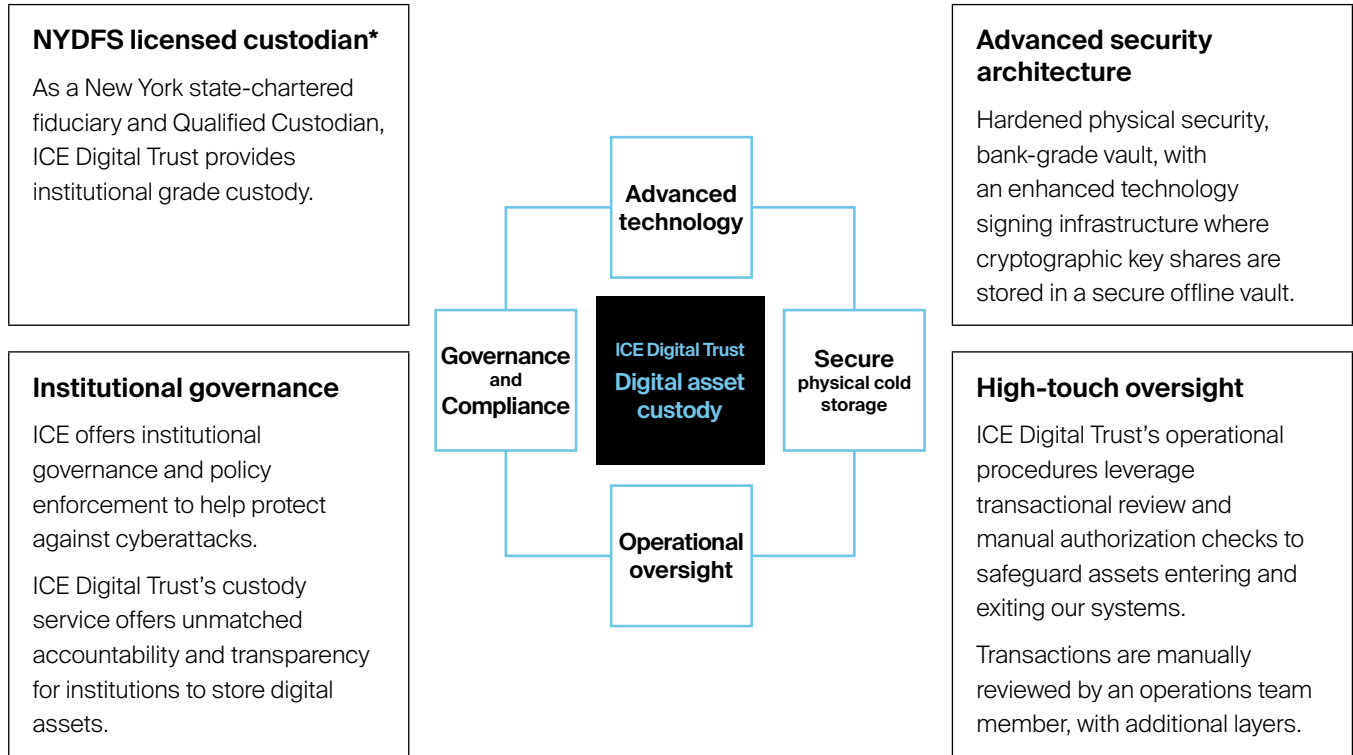 NYDFS licensed custodian*
As a New York state-chartered
fiduciary and Qualified Custodian,
ICE Digital Trust provides
institutional grade custody.
Institutional governance
ICE offers institutional
governance and policy
enforcement to help protect
against cyberattacks.
ICE Digital Trust’s custody
service offers unmatched
accountability and transparency
for institutions to store digital
assets.
Advanced
technology
Governance
and
Compliance
ICE Digital Trust
Digital asset
custody
Secure
physical cold
storage
Operational
oversight
Advanced security
architecture
Hardened physical security,
bank-grade vault, with
an enhanced technology
signing infrastructure where
cryptographic key shares are
stored in a secure offline vault.
High-touch oversight
ICE Digital Trust’s operational
procedures leverage
transactional review and
manual authorization checks to
safeguard assets entering and
exiting our systems.
Transactions are manually
reviewed by an operations team
member, with additional layers.